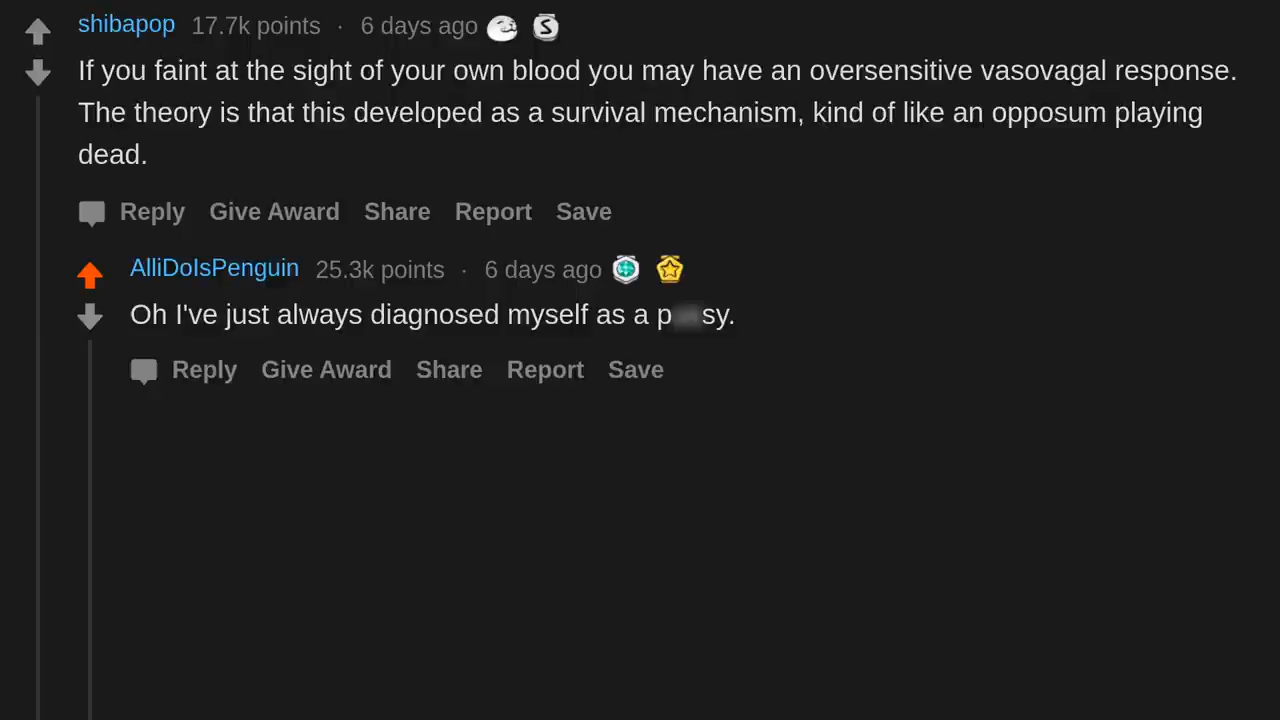 shibapop 17.7k points · 6 days ago
If you faint at the sight of your own blood you may have an oversensitive vasovagal response.
The theory is that this developed as a survival mechanism, kind of like an opposum playing
dead.
Reply Give Award Share Report Save
AlliDoIsPenguin 25.3k points · 6 days ago
Oh I've just always diagnosed myself as a
Reply Give Award Share Report Save